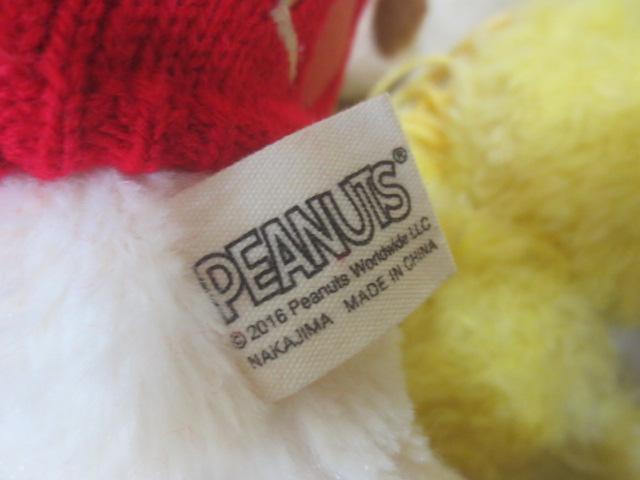 PEANUTS®
© 2016 Peanuts Worldwide LLC
NAKAJIMA MADE IN CHINA